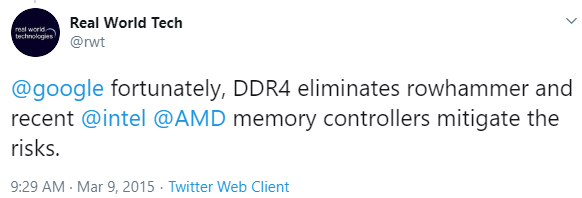 real world
technologies
Real World Tech
@rwt
@google fortunately, DDR4 eliminates rowhammer and
recent @intel @AMD memory controllers mitigate the
risks.
9:29 AM - Mar 9, 2015 · Twitter Web Client